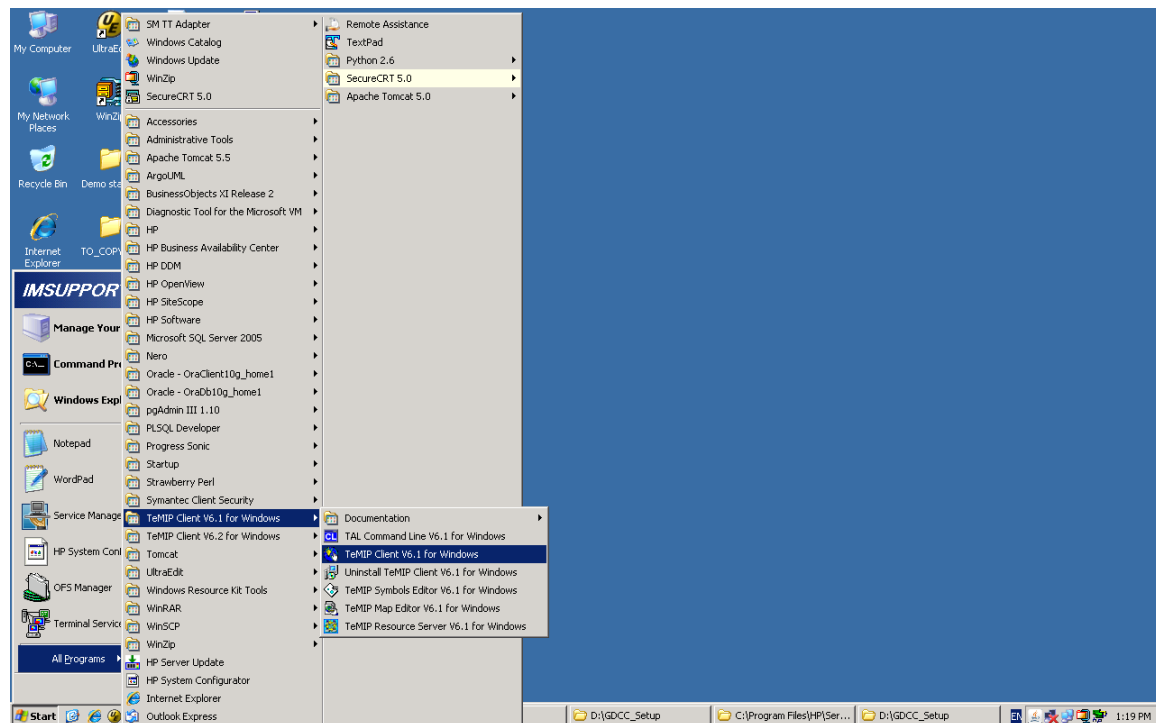 My Computer
My Network
Places
WinZip
Recycle Bin
Internet
Explorer
IMSUPPOR
Manage Your
Command Pr
Windows Expl
Notepad
WordPad
Service Manage
HP System Con
OFS Manager
Terminal Service
All Programs
Start
SM TT Adapter
Windows Catalog
Windows Update
WinZip
SecureCRT 5.0
Accessories
Administrative Tools
Apache Tomcat 5.5
ArgoUML
BusinessObjects XI Release 2
Diagnostic Tool for the Microsoft VM
HP
HP Business Availability Center
HP DDM
HP OpenView
HP SiteScope
HP Software
Microsoft SQL Server 2005
Nero
Oracle - OraClient10g_home1
Oracle - OraDb10g_home1
pgAdmin III 1.10
PLSQL Developer
Progress Sonic
Startup
Strawberry Perl
Symantec Client Security
TeMIP Client V6.1 for Windows
TeMIP Client V6.2 for Windows
Tomcat
UltraEdit
Windows Resource Kit Tools
WinRAR
WinSCP
WinZip
HP Server Update
HP System Configurator
Internet Explorer
Outlook Express
Remote Assistance
TextPad
Python 2.6
SecureCRT 5.0
Apache Tomcat 5.0
Documentation
TAL Command Line V6.1 for Windows
TeMIP Client V6.1 for Windows
Uninstall TeMIP Client V6.1 for Windows
TeMIP Symbols Editor V6.1 for Windows
TeMIP Map Editor V6.1 for Windows
TeMIP Resource Server V6.1 for Windows
D:\GDCC_Setup
C:\Program Files\HP\Ser...
D:\GDCC_Setup
EN
1:19 PM